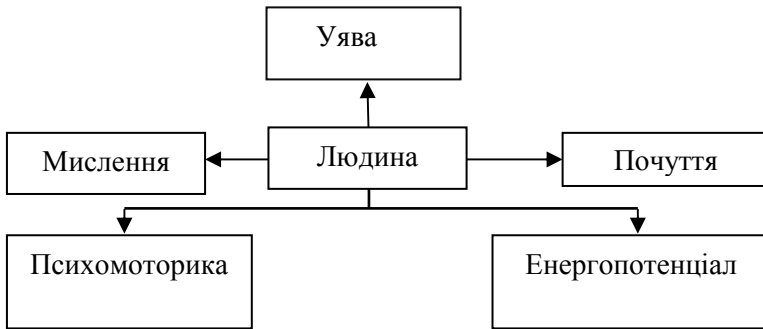 Уява
Мислення
Людина
Почуття
Психомоторика
Енергопотенціал